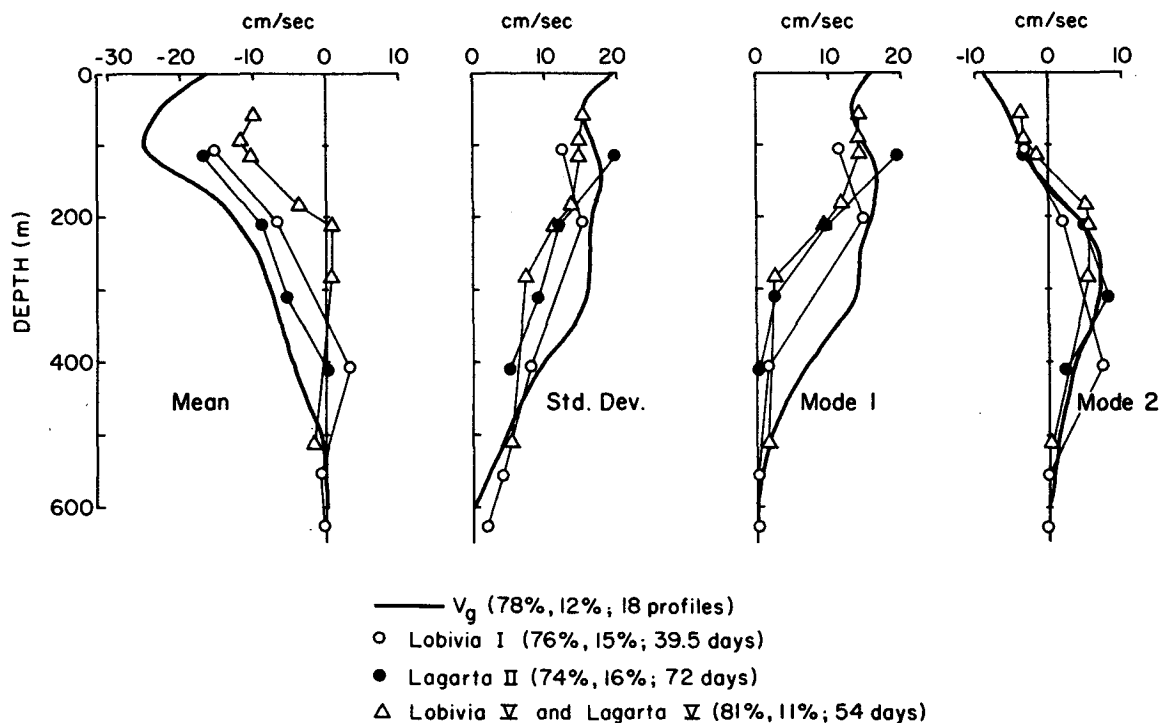 cm/sec cm/sec cm/sec cm/sec
-30 -20 -10 0 10 0 10 20 0 10 20 -10 0 10
0
200
400
600
DEPTH (m)
Mean Std. Dev. Mode 1 Mode 2
Vg (78%, 12%; 18 profiles)
Lobivia I (76%, 15%; 39.5 days)
Lagarta II (74%, 16%; 72 days)
Lobivia V and Lagarta V (81%, 11%; 54 days)